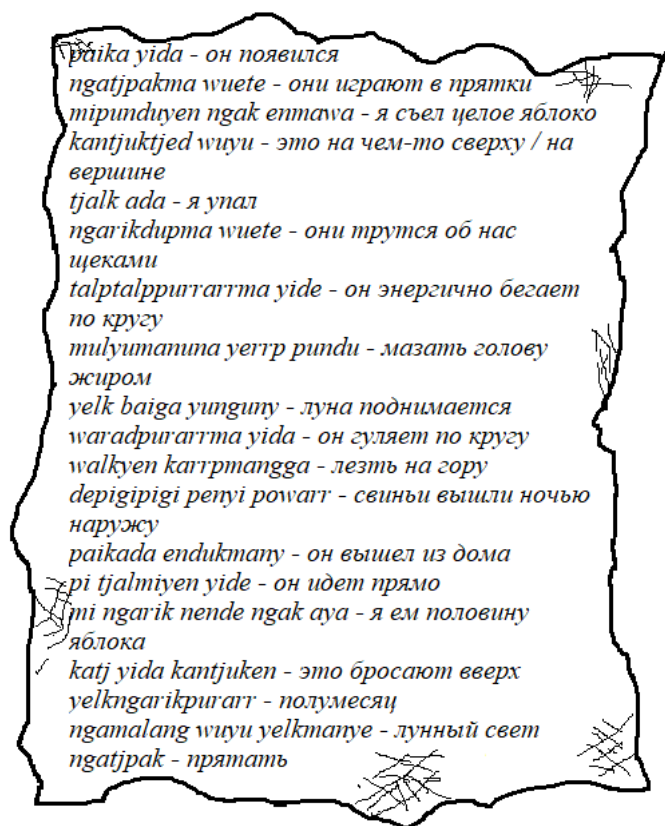 paika yida - он появился
ngatjpakma wuete - они играют в прятки
mipunduyen ngak enmawa - я съел целое яблоко
kantjuktjed wuyu - это на чем-то сверху / на
вершине
tjalk ada - я упал
ngarikdupma wuete - они трутся об нас
щеками
talptalppurrarrma yide - он энергично бегает
по кругу
mulyumanuna yerrp pundu - мазать голову
жиром
yelk baiga yunguny - луна поднимается
waradpurarrma yida - он гуляет по кругу
walkyen karrpmangga - лезть на гору
depigipigi penyi powarr - свиньи вышли ночью
наружу
paikada endukmany - он вышел из дома
pi tjalmiyen yide - он идет прямо
mi ngarik nende ngak aya - я ем половину
яблока
katj yida kantjuken - это бросают вверх
yelkngarikpurarr - полумесяц
ngamalang wuyu yelkmanye - лунный свет
ngatjpak - прятать